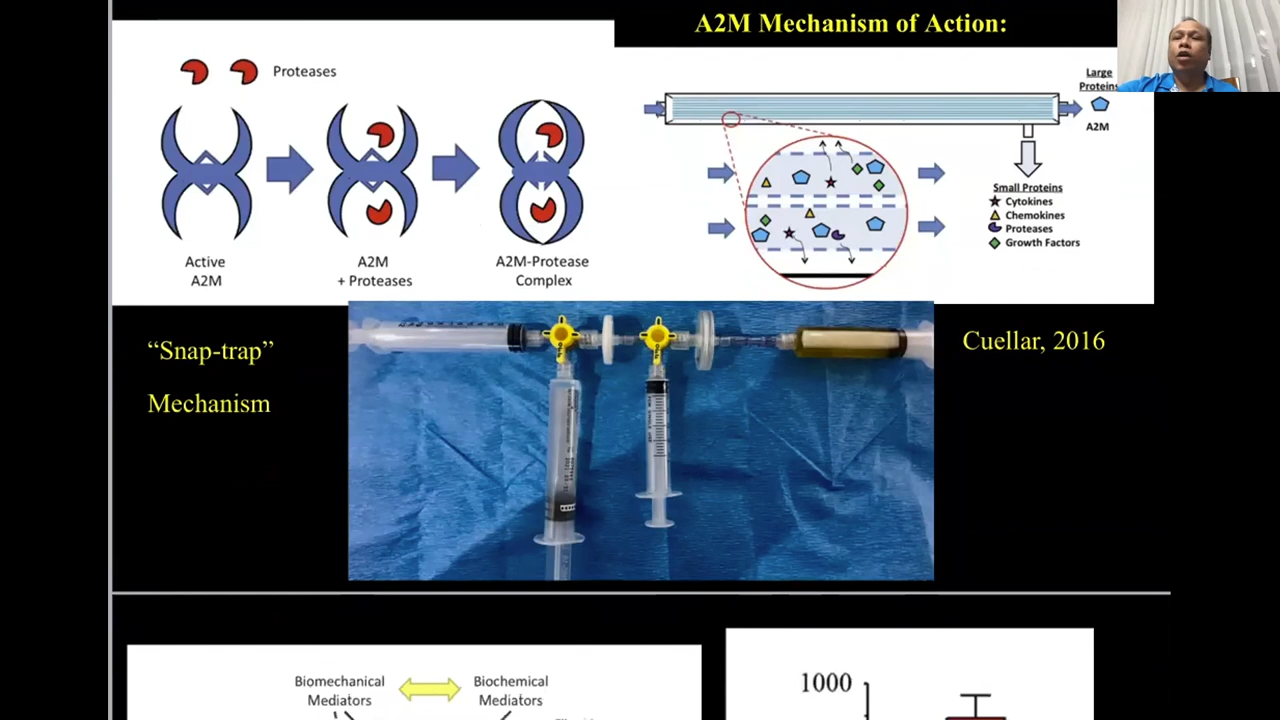 A2M Mechanism of Action:
Proteases
Active
A2M
A2M
+ Proteases
A2M-Protease
Complex
Large
Proteins
A2M
Small Proteins
Cytokines
Chemokines
Proteases
Growth Factors
“Snap-trap”
Mechanism
Cuellar, 2016
Biomechanical
Mediators
Biochemical
Mediators
1000